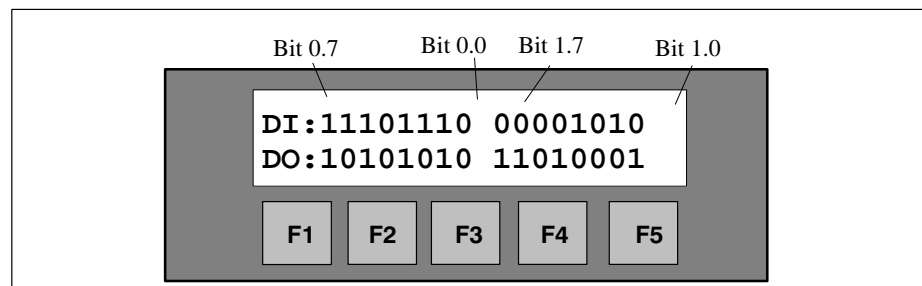 Bit 0.7 Bit 0.0 Bit 1.7 Bit 1.0
DI:11101110 00001010
DO:10101010 11010001
F1 F2 F3 F4 F5